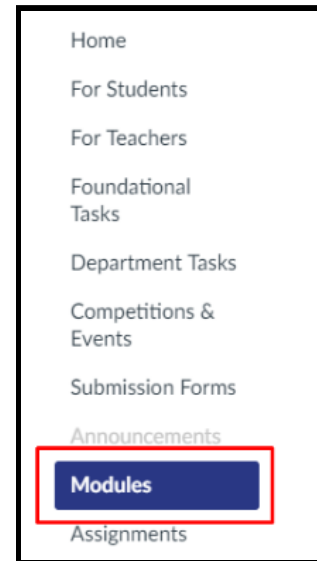 Home
For Students
For Teachers
Foundational
Tasks
Department Tasks
Competitions &
Events
Submission Forms
Announcements
Modules
Assignments